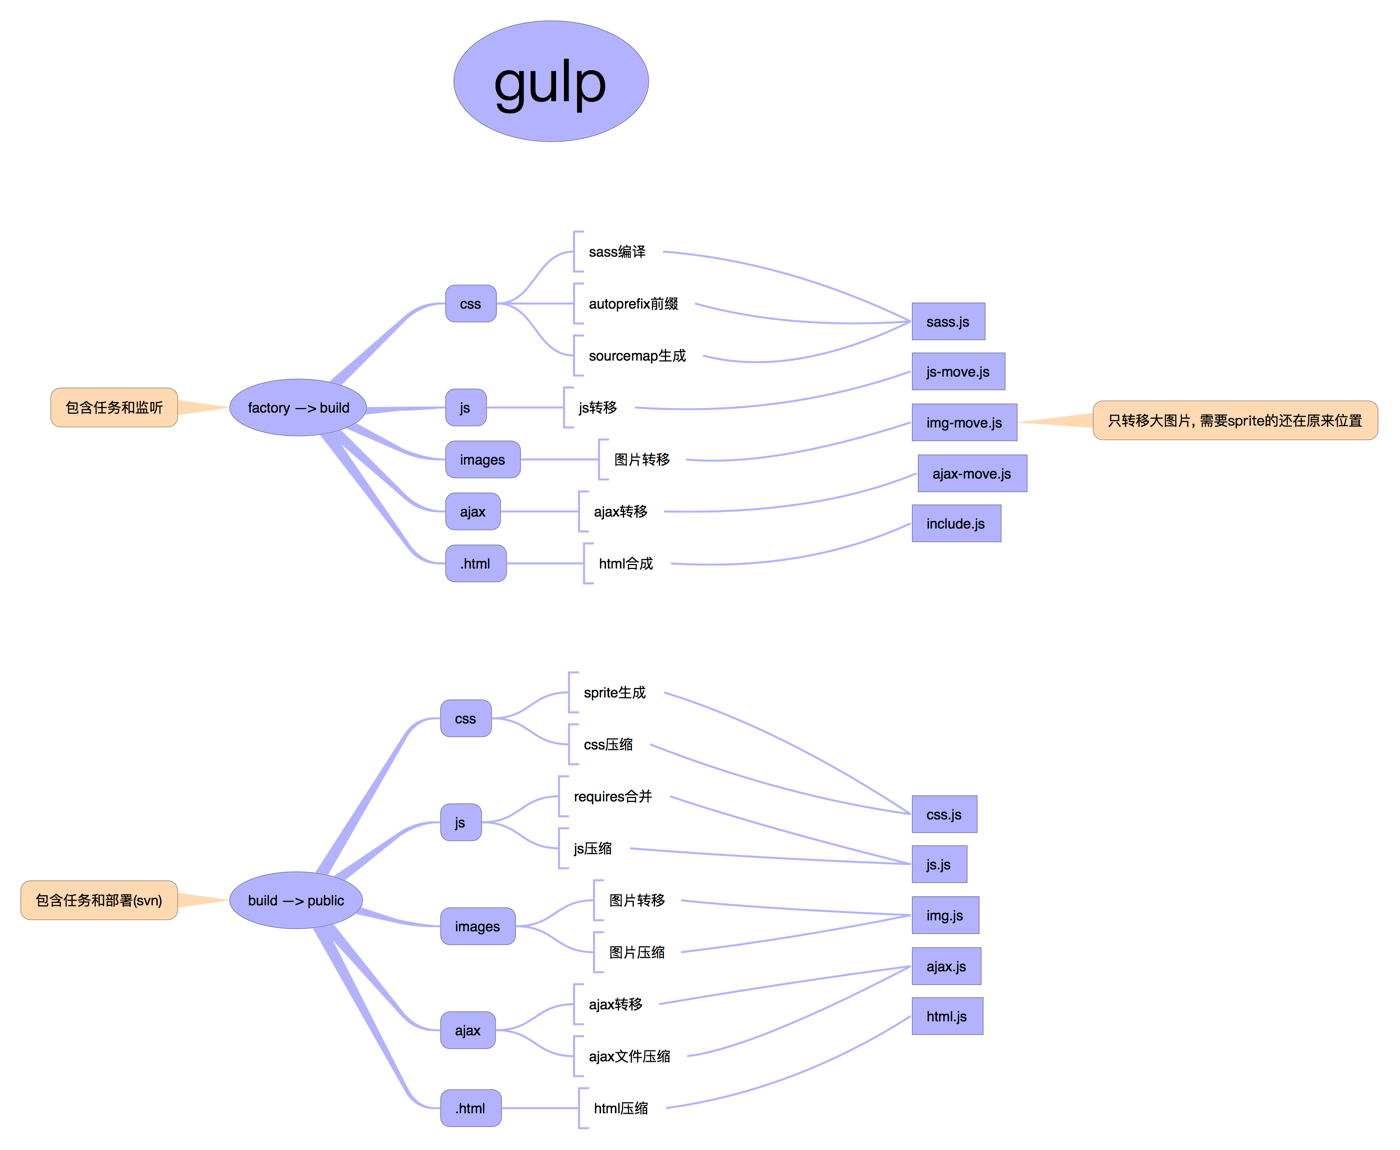 gulp
包含任务和监听
factory —> build
css
sass编译
autoprefix前缀
sourcemap生成
sass.js
js
js转移
js-move.js
images
图片转移
img-move.js
只转移大图片, 需要sprite的还在原来位置
ajax
ajax转移
ajax-move.js
.html
html合成
include.js
包含任务和部署(svn)
build —> public
css
sprite生成
css压缩
css.js
js
requires合并
js压缩
js.js
images
图片转移
图片压缩
img.js
ajax
ajax转移
ajax文件压缩
ajax.js
.html
html压缩
html.js